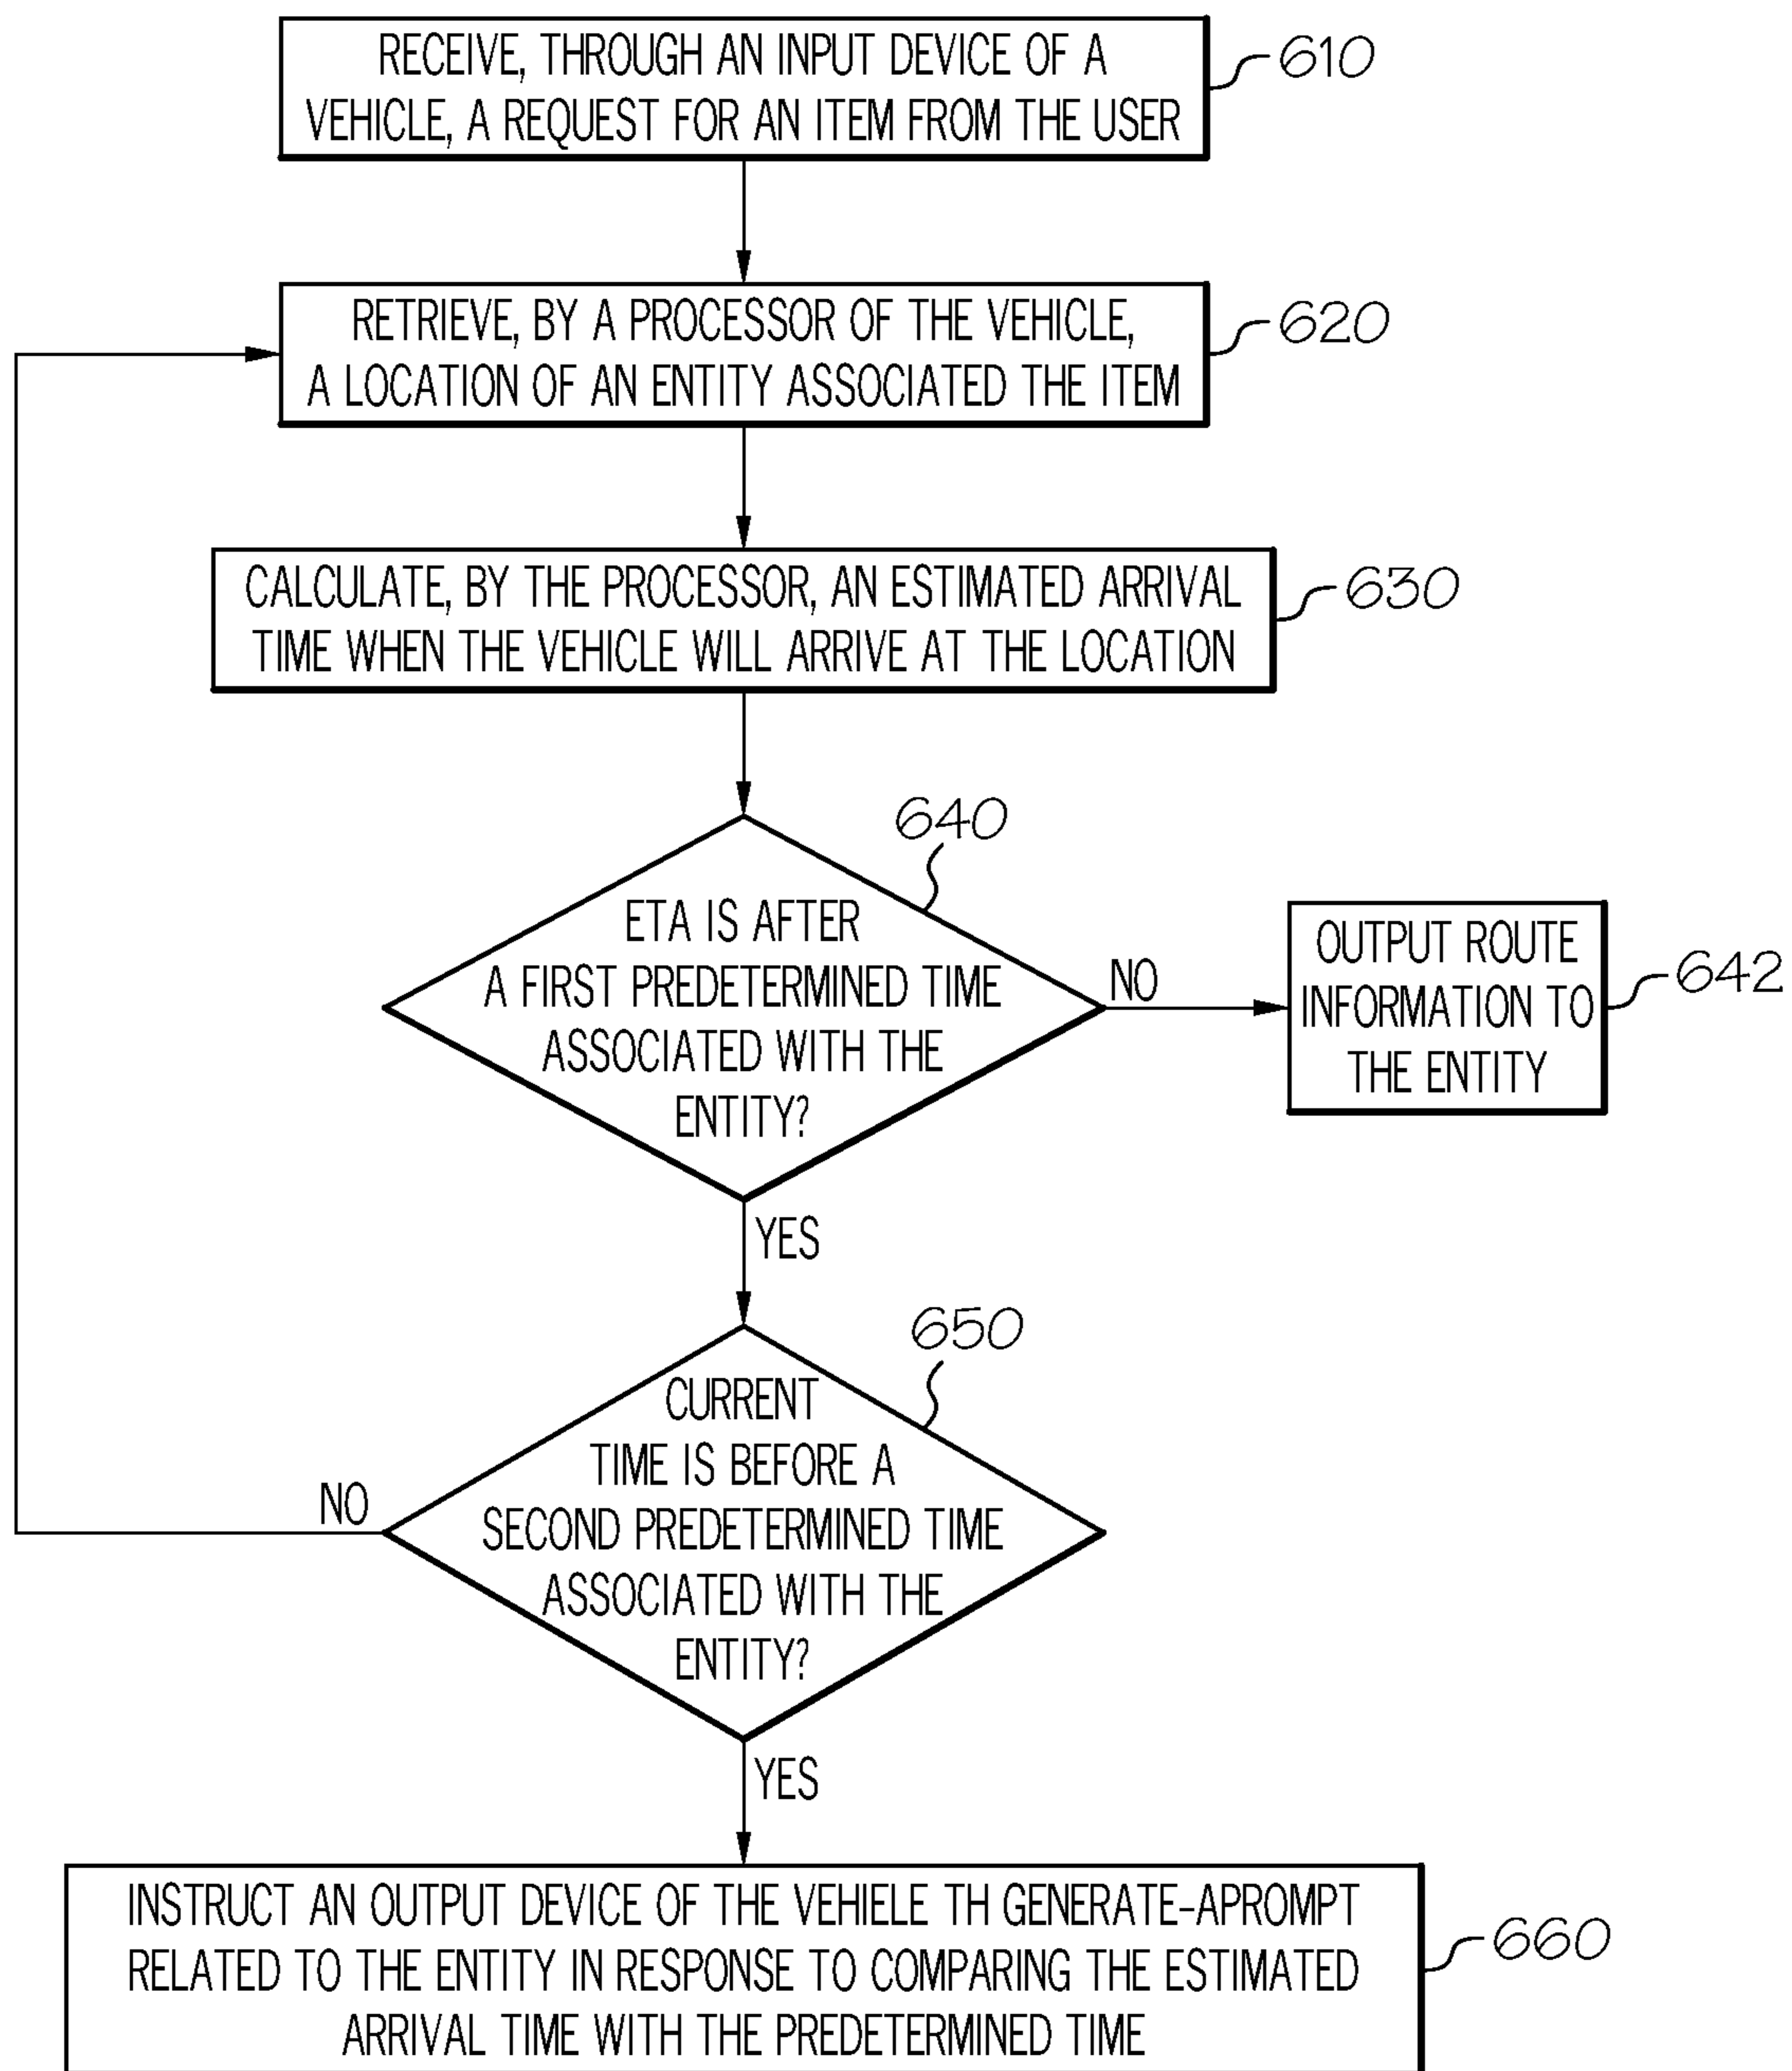 RECEIVE, THROUGH AN INPUT DEVICE OF A
VEHICLE, A REQUEST FOR AN ITEM FROM THE USER
610
RETRIEVE, BY A PROCESSOR OF THE VEHICLE,
A LOCATION OF AN ENTITY ASSOCIATED THE ITEM
620
CALCULATE, BY THE PROCESSOR, AN ESTIMATED ARRIVAL
TIME WHEN THE VEHICLE WILL ARRIVE AT THE LOCATION
630
640
ETA IS AFTER
A FIRST PREDETERMINED TIME
ASSOCIATED WITH THE
ENTITY?
NO
OUTPUT ROUTE
INFORMATION TO
THE ENTITY
642
YES
650
CURRENT
TIME IS BEFORE A
SECOND PREDETERMINED TIME
ASSOCIATED WITH THE
ENTITY?
NO
YES
INSTRUCT AN OUTPUT DEVICE OF THE VEHIELE TH GENERATE-APROMPT
RELATED TO THE ENTITY IN RESPONSE TO COMPARING THE ESTIMATED
ARRIVAL TIME WITH THE PREDETERMINED TIME
660